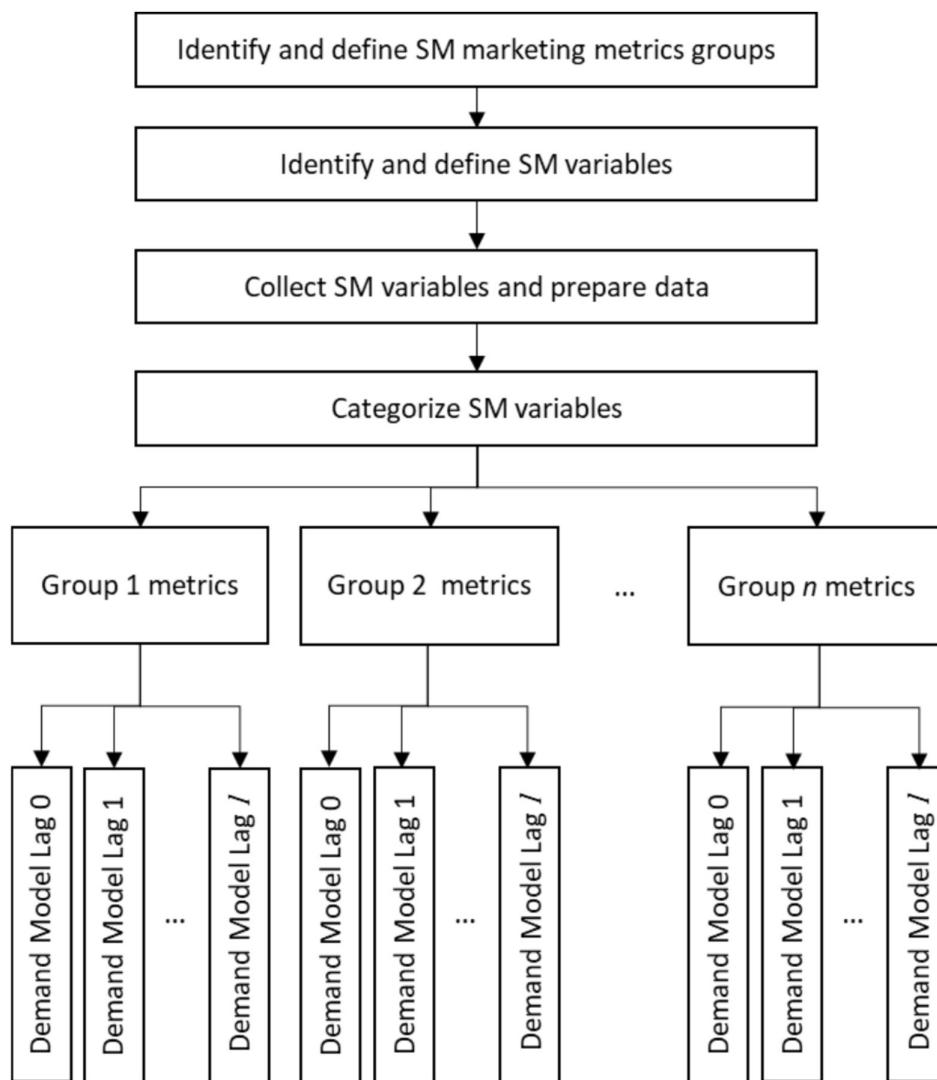 Identify and define SM marketing metrics groups
Identify and define SM variables
Collect SM variables and prepare data
Categorize SM variables
Group 1 metrics
Group 2 metrics
...
Group n metrics
Demand Model Lag 0
Demand Model Lag 1
...
Demand Model Lag l
Demand Model Lag 0
Demand Model Lag 1
...
Demand Model Lag l
Demand Model Lag 0
Demand Model Lag 1
...
Demand Model Lag l